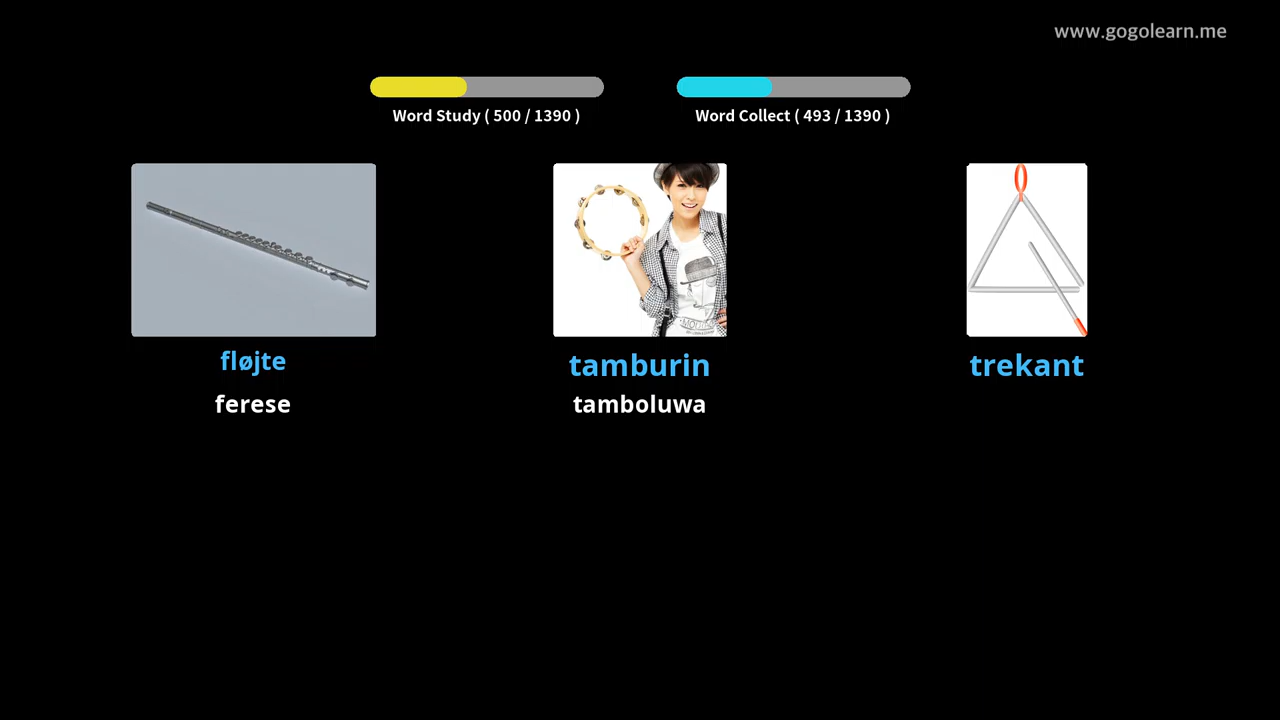 www.gogolearn.me
Word Study ( 500 / 1390 )
Word Collect ( 493 / 1390 )
fløjte
tamburin
trekant
ferese
tamboluwa